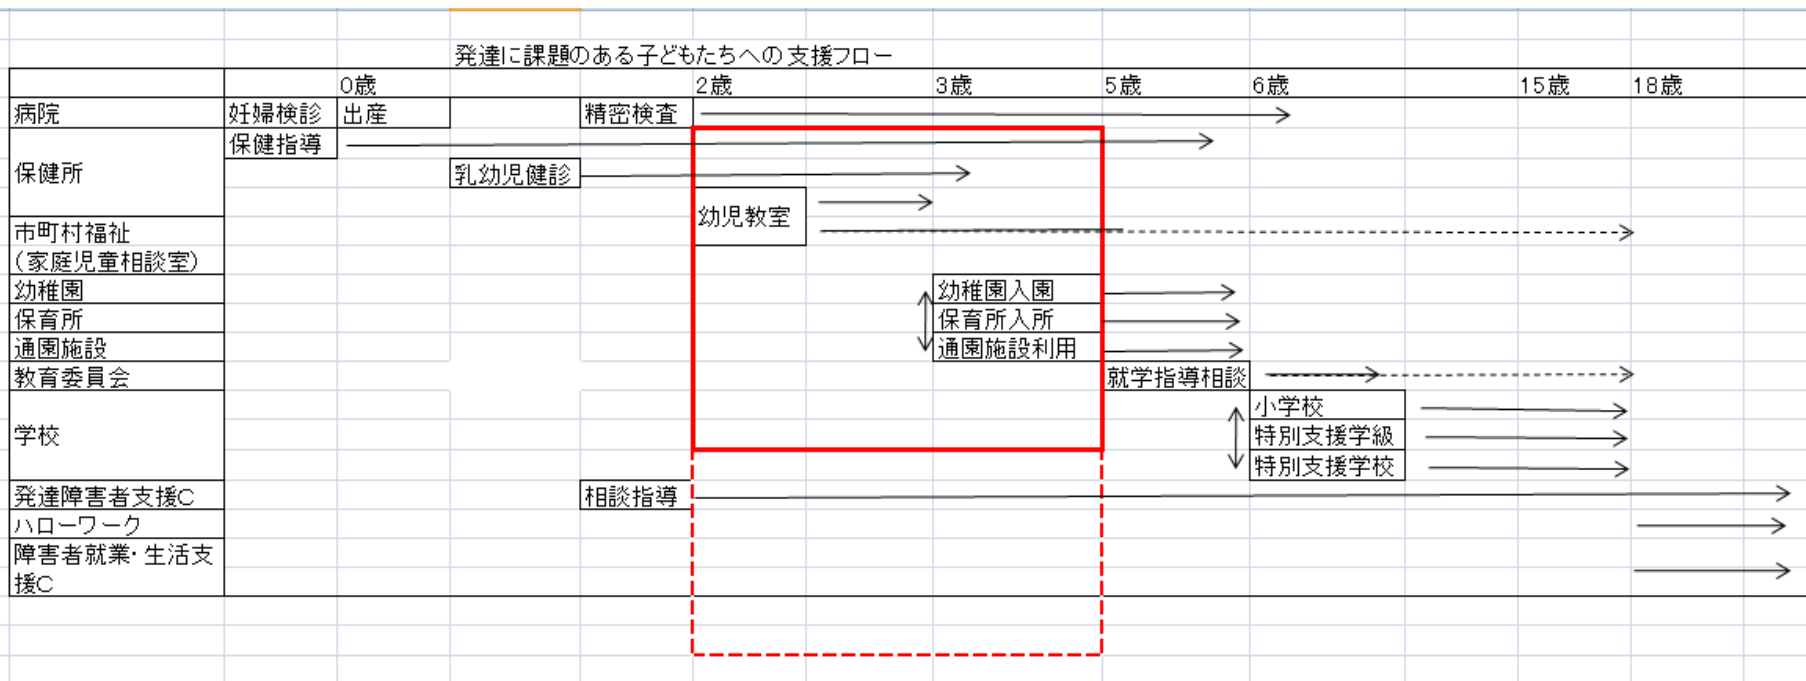 発達に課題のある子どもたちへの支援フロー
0歳 2歳 3歳 5歳 6歳 15歳 18歳
病院 妊婦検診 出産 精密検査
保健指導
保健所 乳幼児健診
幼児教室
市町村福祉
(家庭児童相談室)
幼稚園 幼稚園入園
保育所 保育所入所
通園施設 通園施設利用
教育委員会 就学指導相談
小学校
学校 特別支援学級
特別支援学校
発達障害者支援C 相談指導
ハローワーク
障害者就業・生活支
援C